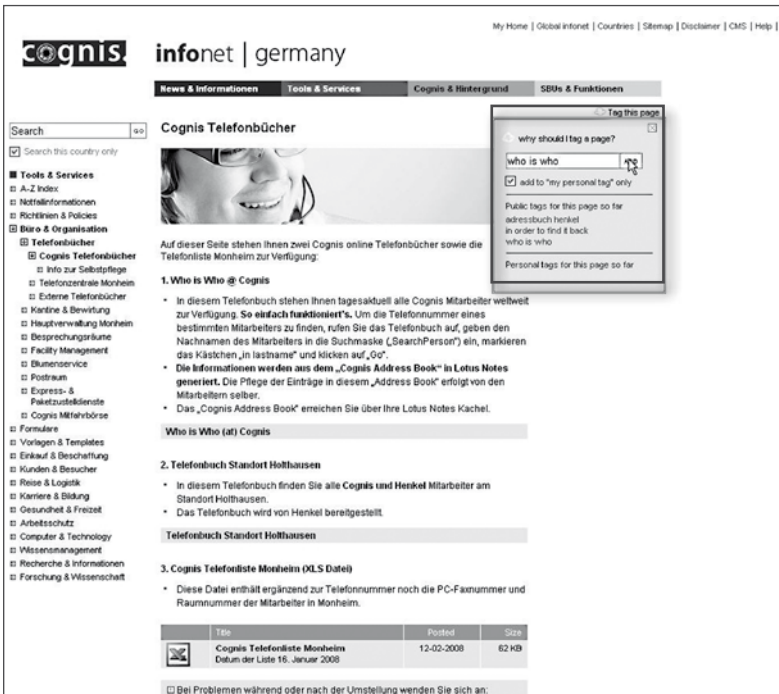 My Home | Global infonet | Countries | Sitemap | Disclaimer | CMS | Help |
cognis.
infonet | germany
News & Informationen
Tools & Services
Cognis & Hintergrund
SBUs & Funktionen
Tag this page
why should I tag a page?
who is who
add to "my personal tag" only
Public tags for this page so far
adressbuch henkel
in order to find it back
who is who
Personal tags for this page so far
Search
GO
Search this country only
Tools & Services
A-Z Index
Notfallinformationen
Richtlinien & Policies
Büro & Organisation
Telefonbücher
Cognis Telefonbücher
Info zur Selbstpflege
Telefonzentrale Monheim
Externe Telefonbücher
Kantine & Bewirtung
Hauptverwaltung Monheim
Besprechungsräume
Facility Management
Blumenservice
Postraum
Express- &
Paketzustelldienste
Cognis Mitfahrbörse
Formulare
Vorlagen & Templates
Einkauf & Beschaffung
Kunden & Besucher
Reise & Logistik
Karriere & Bildung
Gesundheit & Freizeit
Arbeitsschutz
Computer & Technology
Wissensmanagement
Recherche & Informationen
Forschung & Wissenschaft
Cognis Telefonbücher
Auf dieser Seite stehen Ihnen zwei Cognis online Telefonbücher sowie die
Telefonliste Monheim zur Verfügung:
1. Who is Who @ Cognis
• In diesem Telefonbuch stehen Ihnen tagesaktuell alle Cognis Mitarbeiter weltweit
zur Verfügung. So einfach funktioniert's. Um die Telefonnummer eines
bestimmten Mitarbeiters zu finden, rufen Sie das Telefonbuch auf, geben den
Nachnamen des Mitarbeiters in die Suchmaske („SearchPerson") ein, markieren
das Kästchen „in lastname" und klicken auf „Go".
• Die Informationen werden aus dem „Cognis Address Book" in Lotus Notes
generiert. Die Pflege der Einträge in diesem „Address Book" erfolgt von den
Mitarbeitern selber.
• Das „Cognis Address Book" erreichen Sie über Ihre Lotus Notes Kachel.
Who is Who (at) Cognis
2. Telefonbuch Standort Holthausen
• In diesem Telefonbuch finden Sie alle Cognis und Henkel Mitarbeiter am
Standort Holthausen.
• Das Telefonbuch wird von Henkel bereitgestellt.
Telefonbuch Standort Holthausen
3. Cognis Telefonliste Monheim (XLS Datei)
• Diese Datei enthält ergänzend zur Telefonnummer noch die PC-Faxnummer und
Raumnummer der Mitarbeiter in Monheim.
Title Posted Size
Cognis Telefonliste Monheim 12-02-2008 62 KB
Datum der Liste 16. Januar 2008
Bei Problemen während oder nach der Umstellung wenden Sie sich an: